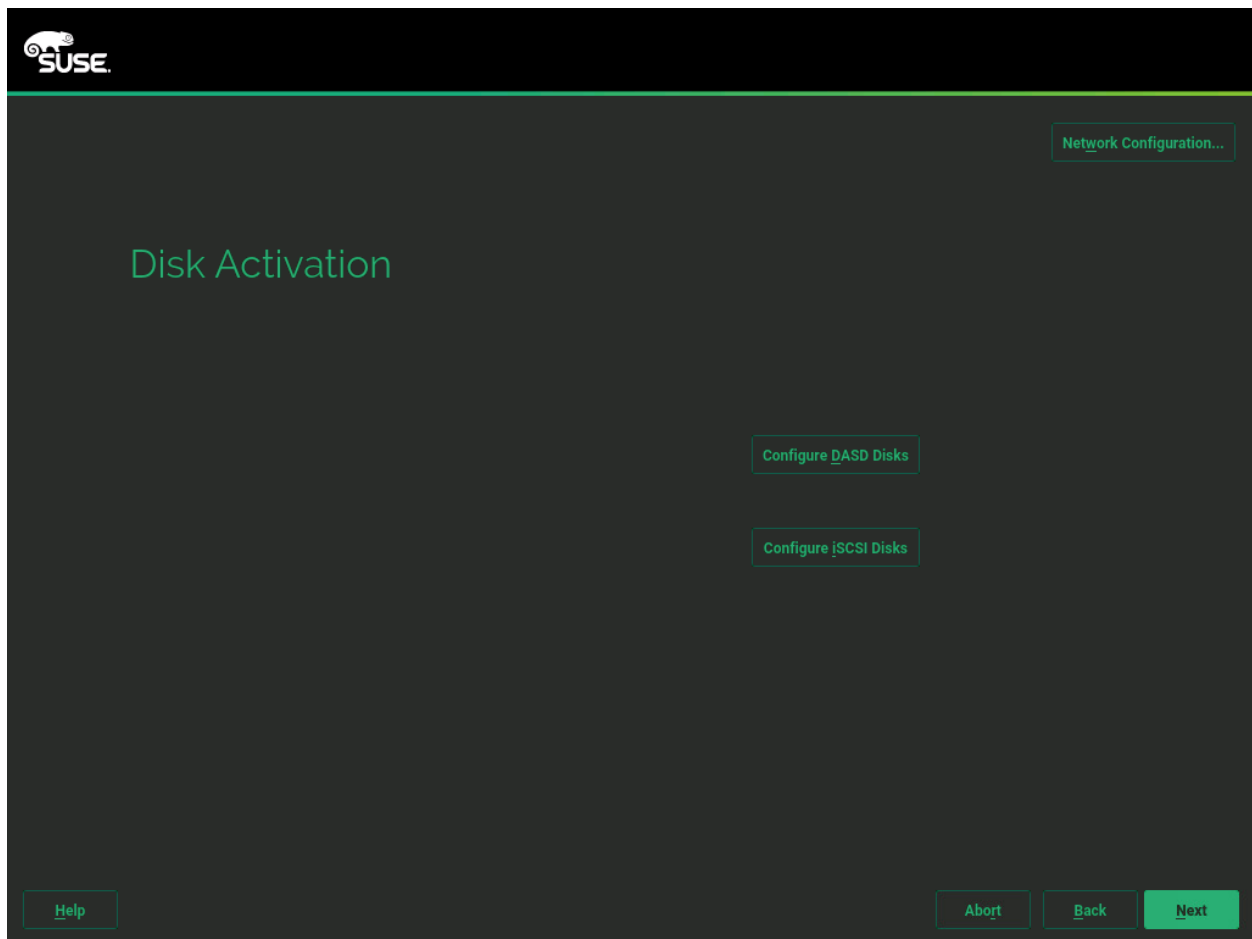 SUSE.
Network Configuration...
Disk Activation
Configure DASD Disks
Configure iSCSI Disks
Help
Abort
Back
Next